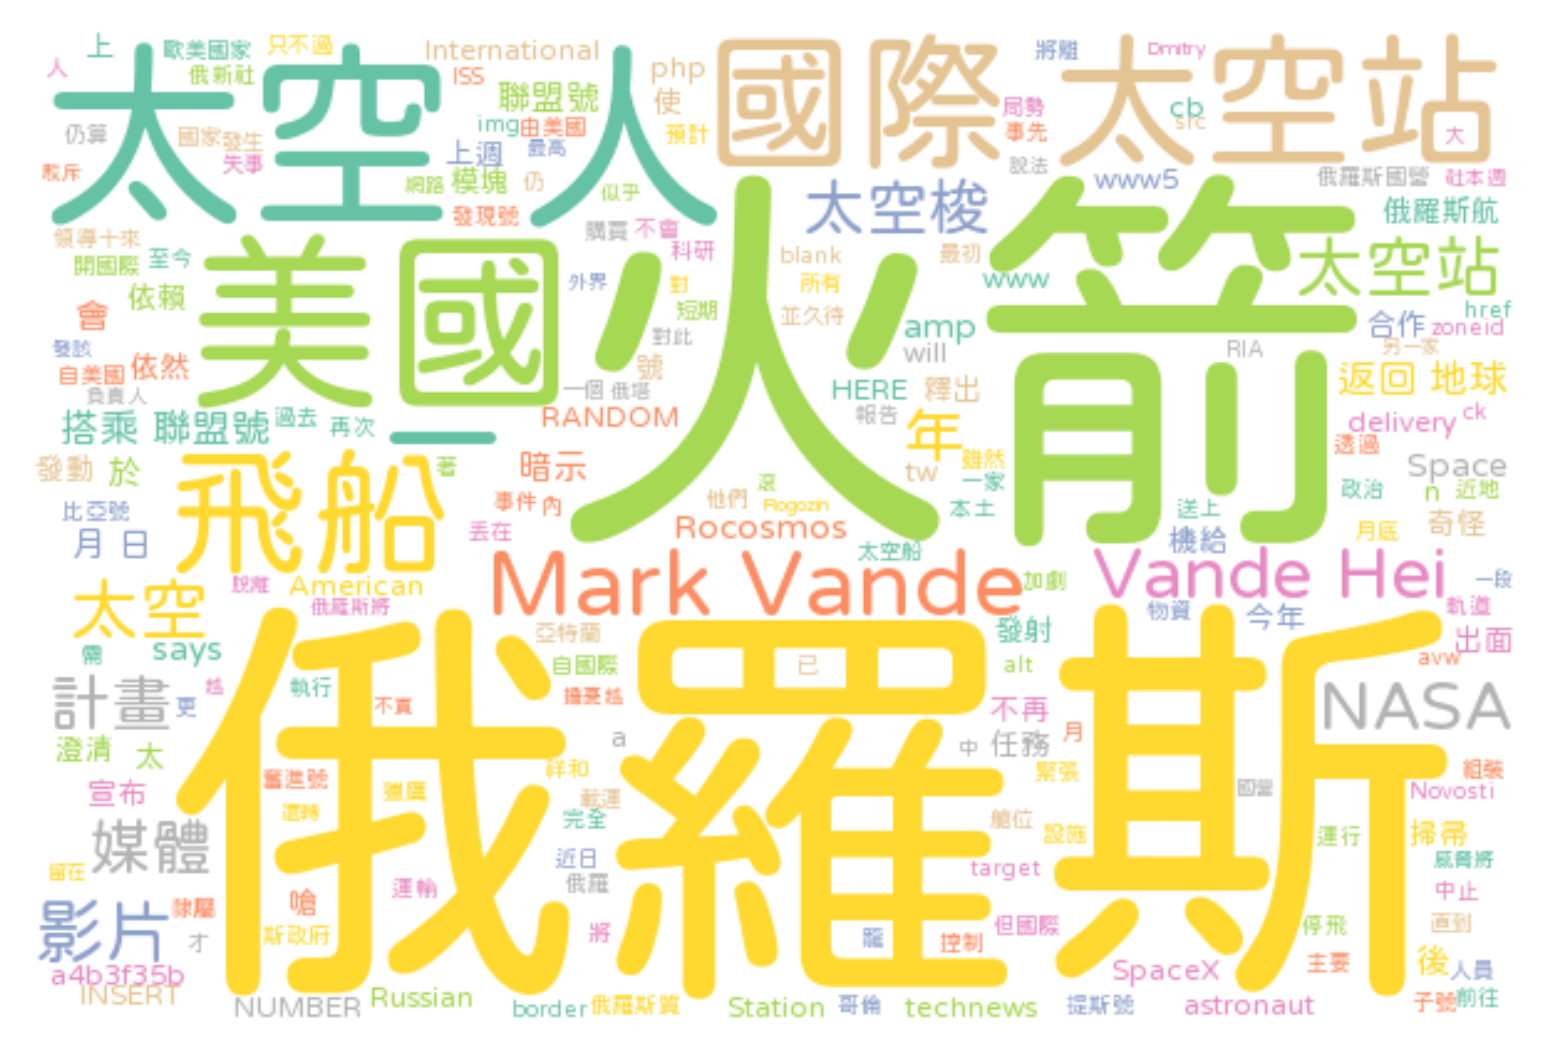 上
歐美國家
只不過
International
將離
Dmitry
人
俄新社
ISS
php
太空人
國際
太空站
聯盟號
使
局勢
cb
src
仍算
國家
發生
img
由美國
預計
事先
大
失事
上週
最高
說法
駁斥
網路
模塊
仍
似乎
www5
俄羅斯國營
社本週
發現號
太空梭
俄羅斯航
領導十來
購買
不會
開國際
至今
美國
火箭
科研
blank
最初
太空站
依賴
外界
對
所有
www
href
會
短期
並久待
amp
合作
zoneid
發該
對此
will
RIA
另一家
自美國
依然
號
返回 地球
負責人
一個
俄塔
HERE
釋出
搭乘 聯盟號
過去
再次
RANDOM
報告
年
delivery
ck
一
透過
發動
於
飛船
著
暗示
tw
雖然
Space
滾
一家
政治
n
近地
比亞號
事件
內
他們
Rogozin
本土
送上
月 日
丟在
Rocosmos
月底
奇怪
太空船
機給
脫離
American
Mark Vande
加劇
Vande Hei
一段
太空
俄羅斯將
物資
今年
軌道
亞特蘭
發射
出面
需
says
俄羅斯
自國際
已
alt
avw
計畫
更
越
執行
不實
擔憂越
不再
NASA
澄清
太
a
中
任務
月
宣布
奮進號
祥和
緊張
組裝
還轉
獵鷹
載運
國營
Novosti
媒體
完全
艙位
設施
運行
掃帚
留在
近日
target
威脅將
運輸
俄羅
中止
影片
隸屬
嗆
才
斯政府
將
龍
控制
但國際
停飛
直到
a4b3f35b
SpaceX
主要
後
人員
INSERT
NUMBER
Russian
border
俄羅斯質
Station
哥倫
technews
提斯號
astronaut
子號
前往